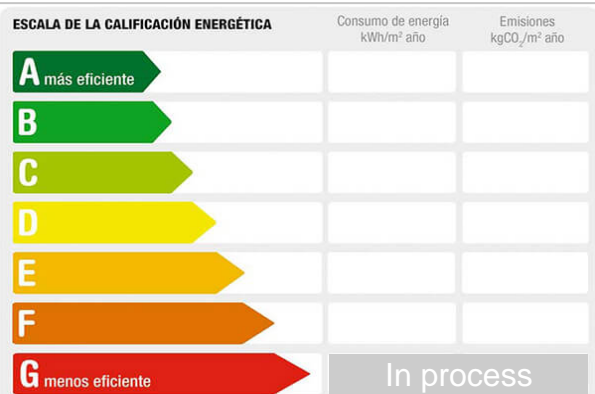 ESCALA DE LA CALIFICACIÓN ENERGÉTICA
Consumo de energía
kWh/m² año
Emisiones
kgCO₂/m² año
A más eficiente
B
C
D
E
F
G menos eficiente
In process